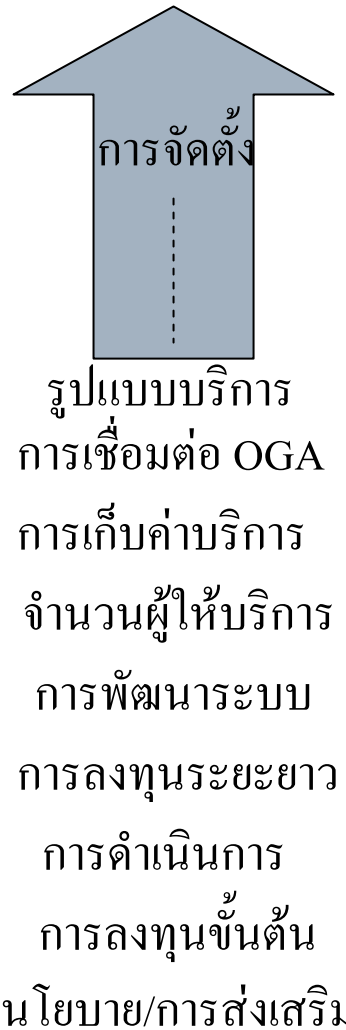 การจัดตั้ง
รูปแบบบริการ
การเชื่อมต่อ OGA
การเก็บค่าบริการ
จำนวนผู้ให้บริการ
การพัฒนาระบบ
การลงทุนระยะยาว
การดำเนินการ
การลงทุนขั้นต้น
นโยบาย/การส่งเสริม